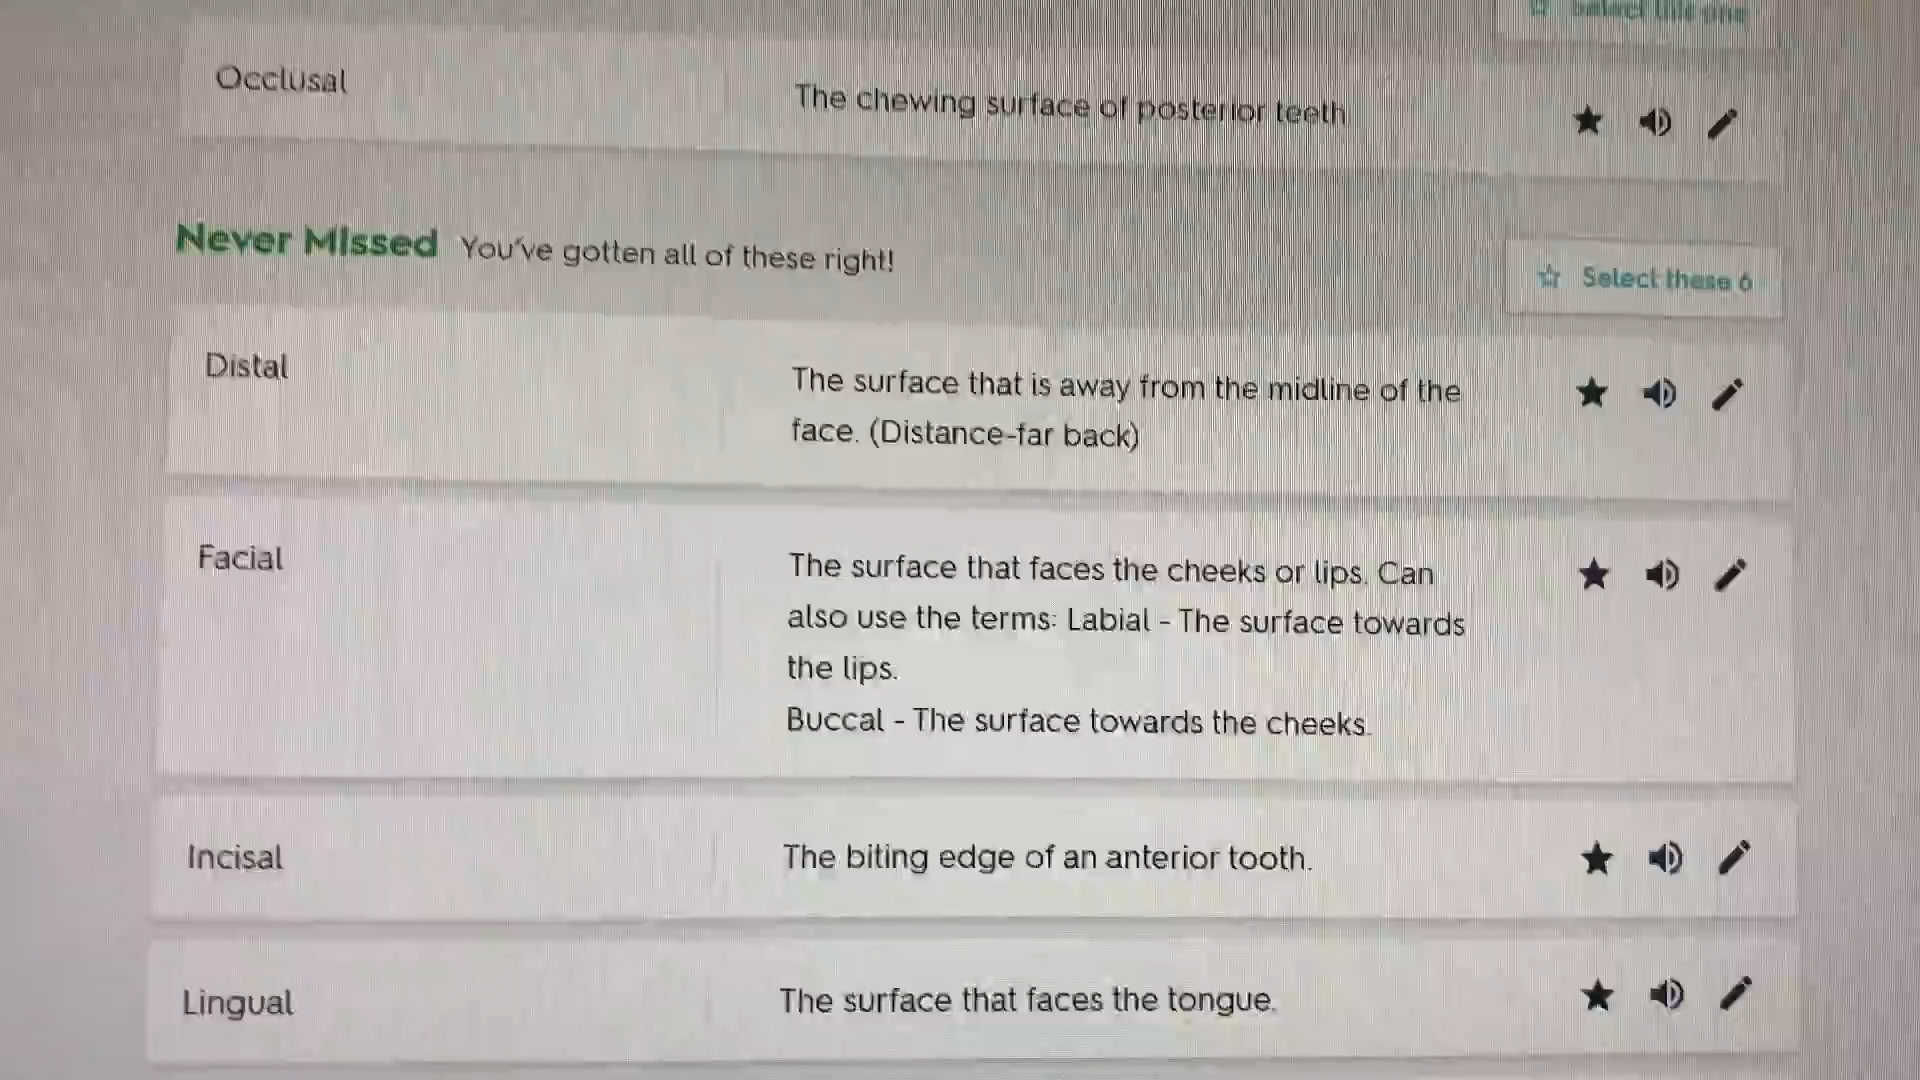 Select this one
Occlusal
The chewing surface of posterior teeth
Never Missed You've gotten all of these right!
Select these 6
Distal
The surface that is away from the midline of the
face. (Distance-far back)
Facial
The surface that faces the cheeks or lips. Can
also use the terms: Labial - The surface towards
the lips.
Buccal - The surface towards the cheeks.
Incisal
The biting edge of an anterior tooth.
Lingual
The surface that faces the tongue.